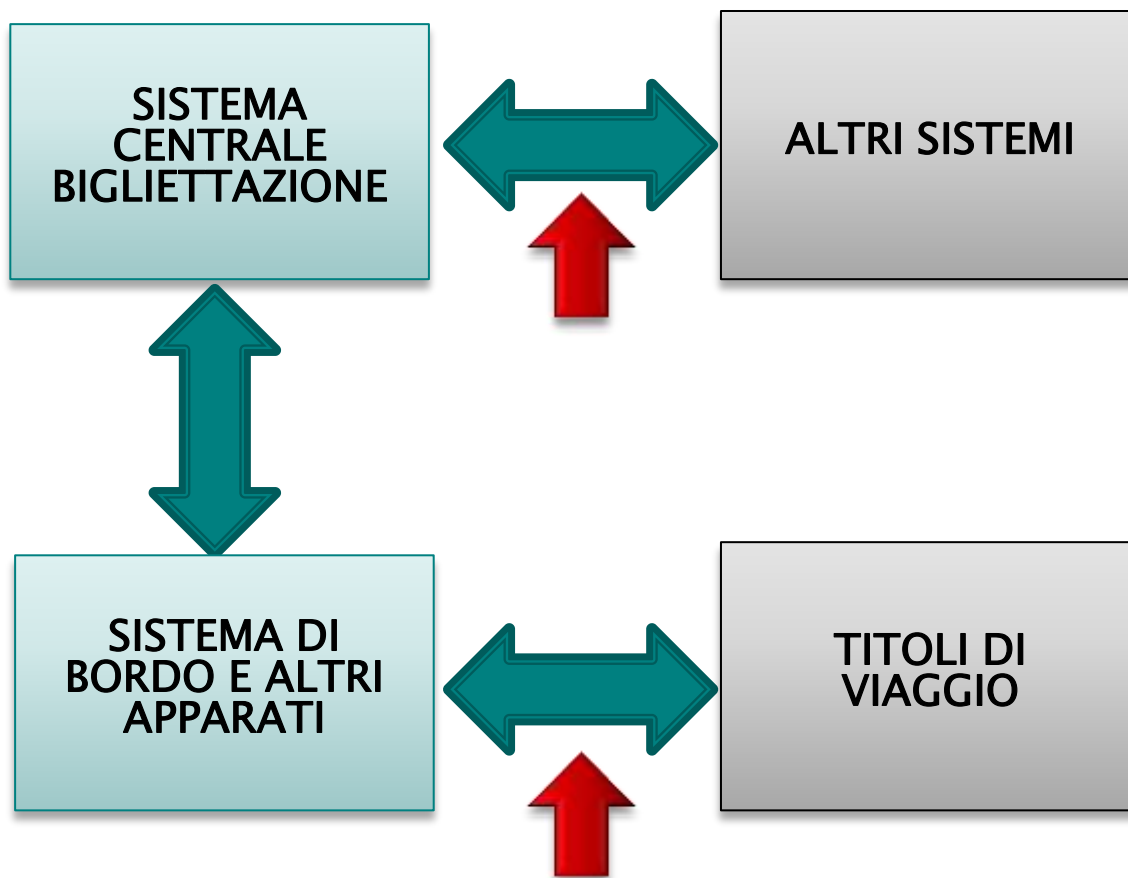 SISTEMA
CENTRALE
BIGLIETTAZIONE
ALTRI SISTEMI
SISTEMA DI
BORDO E ALTRI
APPARATI
TITOLI DI
VIAGGIO